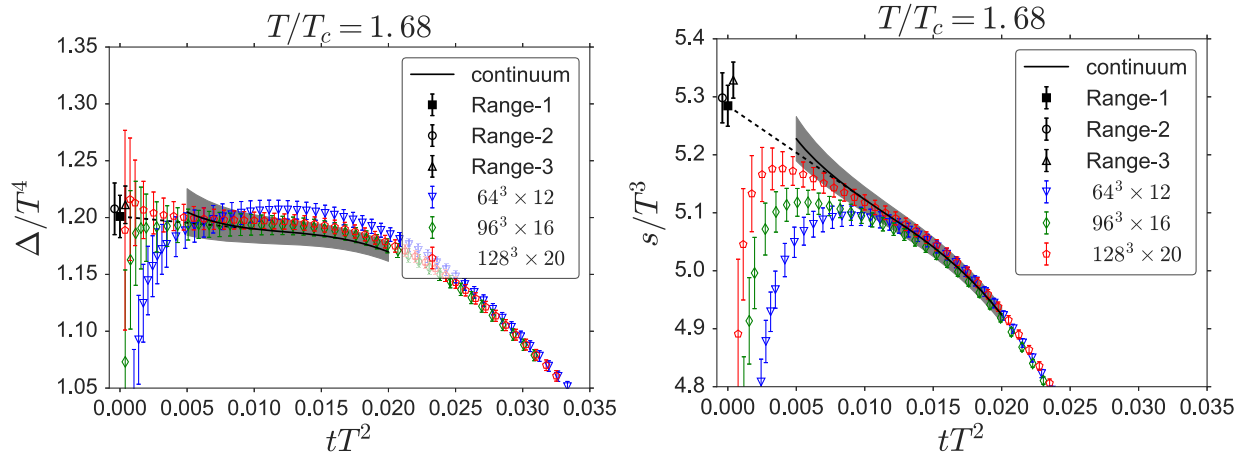 T/T_c = 1.68
1.35
1.30
1.25
1.20
1.15
1.10
1.05
Δ/T^4
0.000 0.005 0.010 0.015 0.020 0.025 0.030 0.035
tT^2
continuum
Range-1
Range-2
Range-3
64^3 × 12
96^3 × 16
128^3 × 20
T/T_c = 1.68
5.4
5.3
5.2
5.1
5.0
4.9
4.8
s/T^3
0.000 0.005 0.010 0.015 0.020 0.025 0.030 0.035
tT^2
continuum
Range-1
Range-2
Range-3
64^3 × 12
96^3 × 16
128^3 × 20